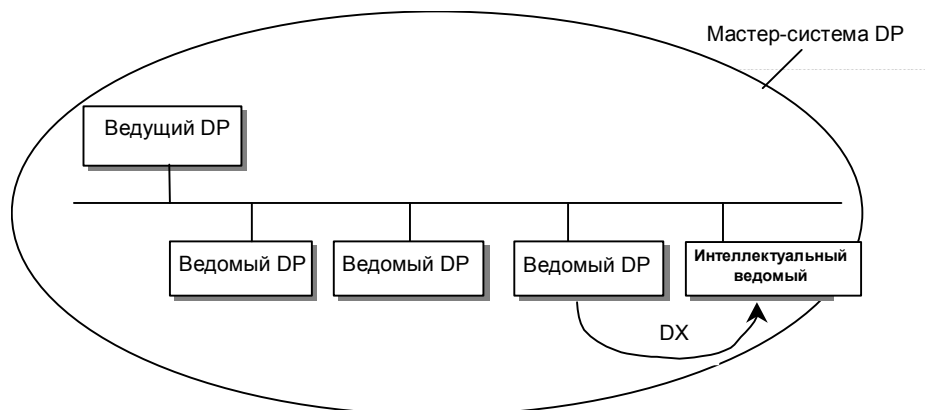 Мастер-система DP
Ведущий DP
Ведомый DP
Ведомый DP
Ведомый DP
Интеллектуальный
ведомый
DX